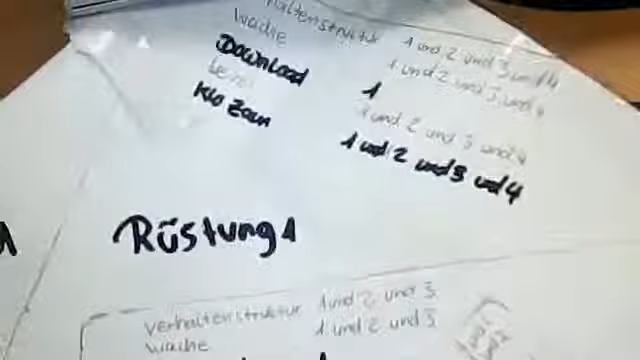 haltenstruktur 1 und 2 und 3 und 4
Wache 1 und 2 und 3 und 4
Download 1
1 und 2 und 3 und 4
Klo Zaun 1 und 2 und 3 und 4
Rüstung 1
Verhaltenstruktur 1 und 2 und 3
Wache 1 und 2 und 3